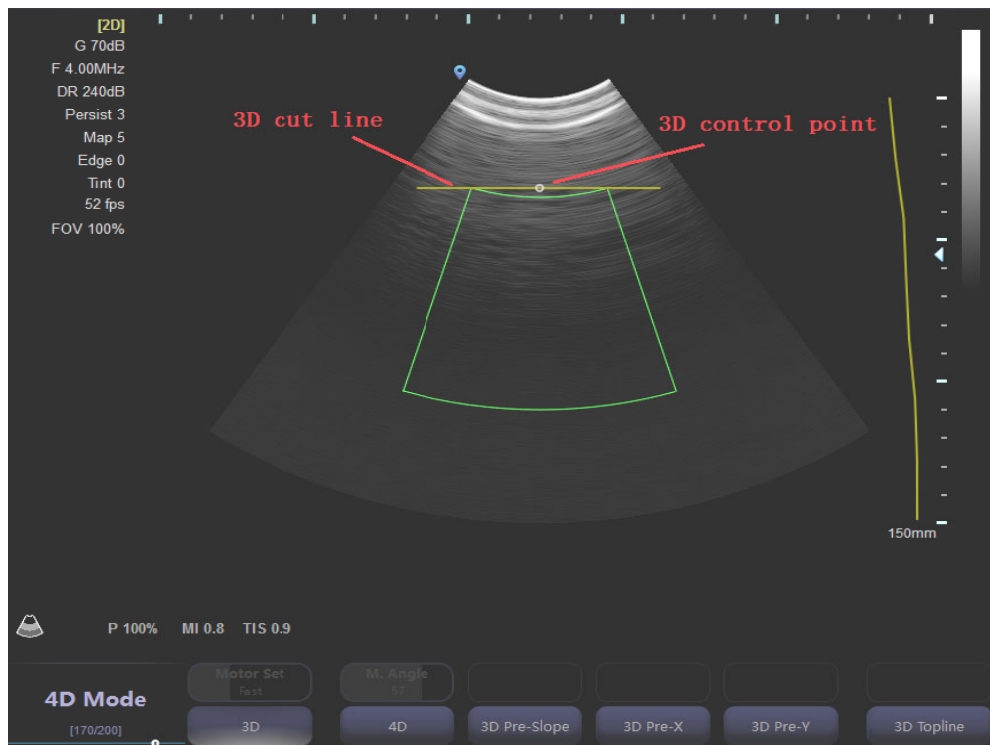 [2D]
G 70dB
F 4.00MHz
DR 240dB
Persist 3
Map 5
Edge 0
Tint 0
52 fps
FOV 100%
3D cut line
3D control point
150mm
P 100% MI 0.8 TIS 0.9
Motor Set
Fast
M. Angle
57
4D Mode
[170/200]
3D
4D
3D Pre-Slope
3D Pre-X
3D Pre-Y
3D Topline